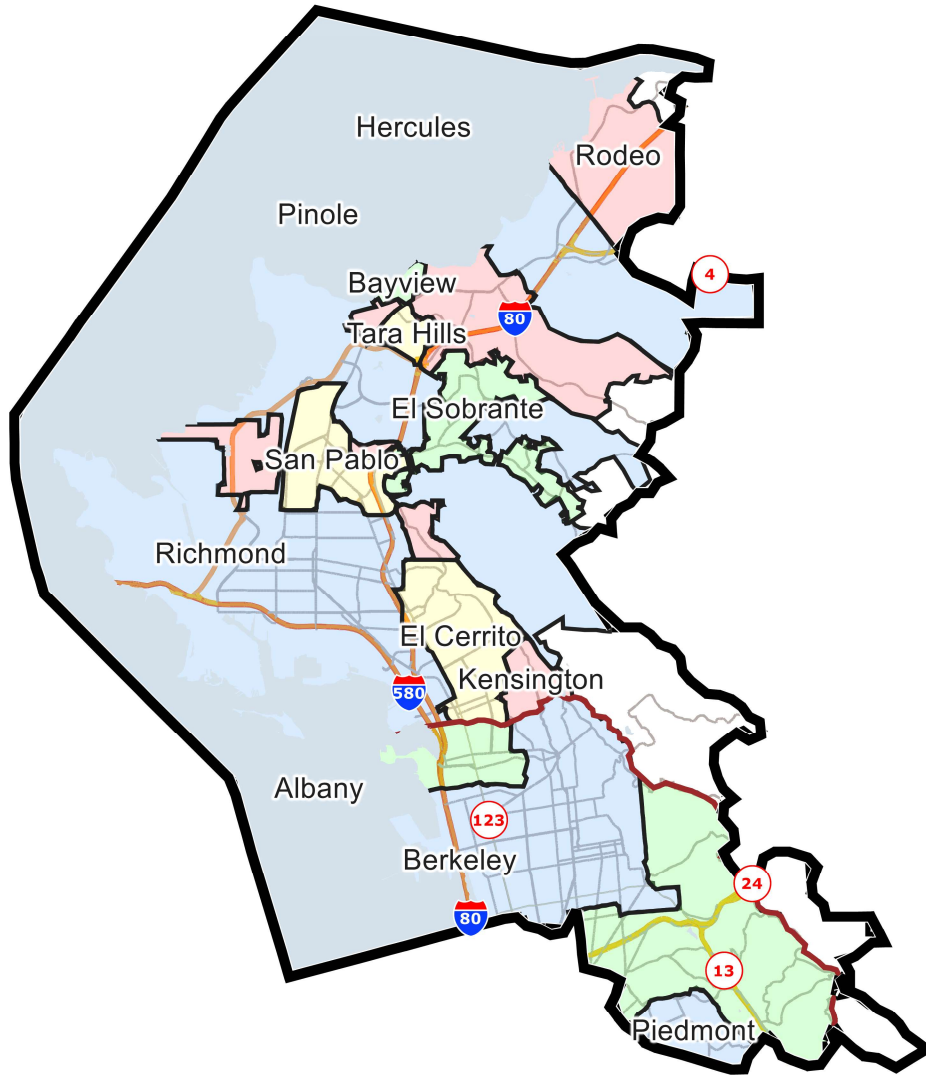 Hercules
Rodeo
Pinole
4
Bayview
80
Tara Hills
El Sobrante
San Pablo
Richmond
El Cerrito
Kensington
580
Albany
123
Berkeley
24
80
13
Piedmont